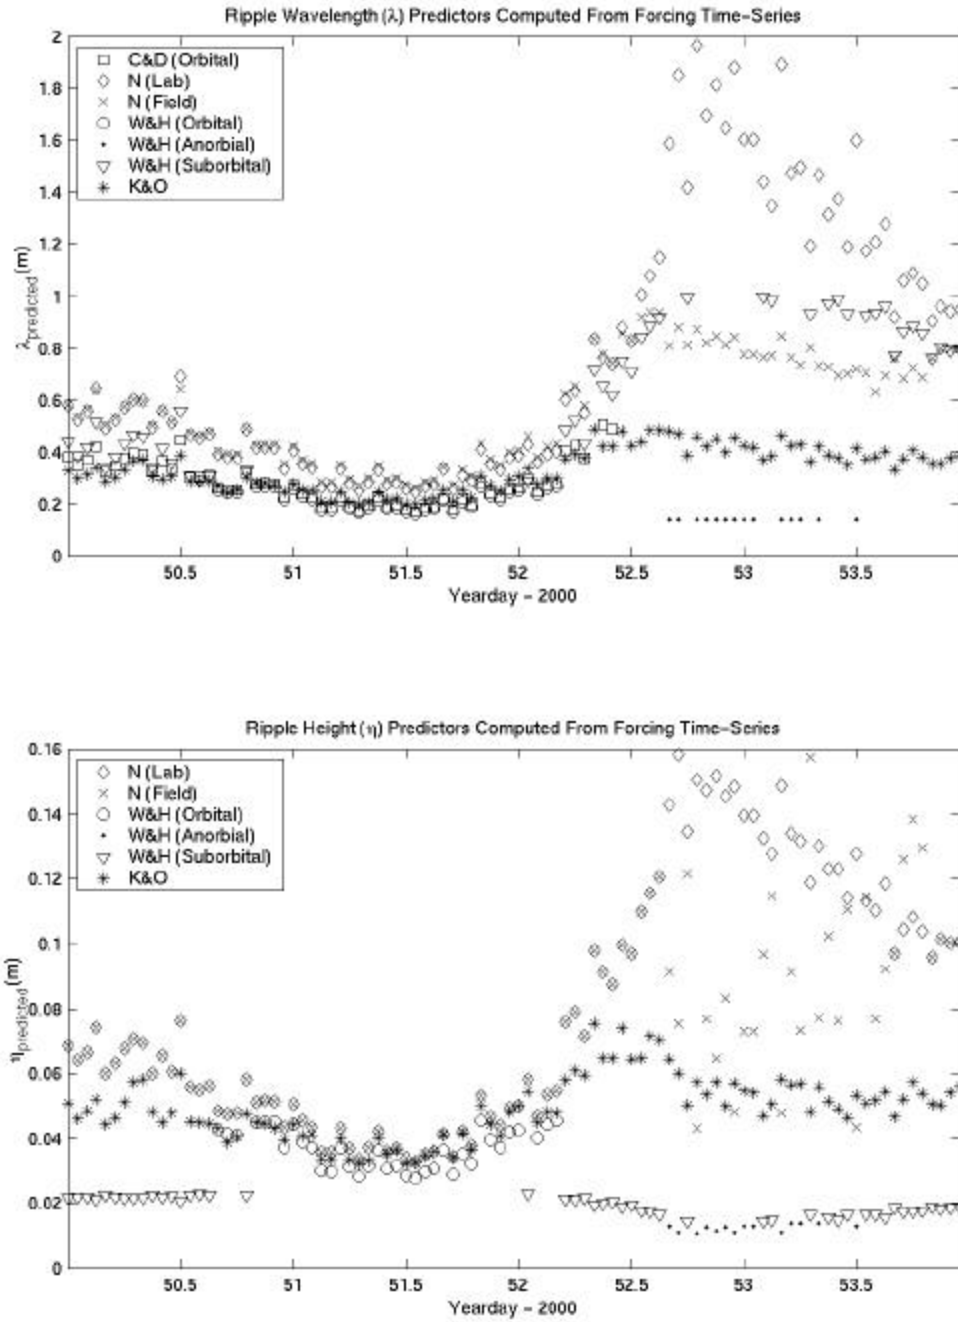 Ripple Wavelength (λ) Predictors Computed From Forcing Time-Series
2
1.8
1.6
1.4
1.2
1
0.8
0.6
0.4
0.2
0
λpredicted (m)
C&D (Orbital)
N (Lab)
N (Field)
W&H (Orbital)
W&H (Anorbial)
W&H (Suborbital)
K&O
50.5 51 51.5 52 52.5 53 53.5
Yearday - 2000
Ripple Height (η) Predictors Computed From Forcing Time-Series
0.16
0.14
0.12
0.1
0.08
0.06
0.04
0.02
0
ηpredicted (m)
N (Lab)
N (Field)
W&H (Orbital)
W&H (Anorbial)
W&H (Suborbital)
K&O
50.5 51 51.5 52 52.5 53 53.5
Yearday - 2000